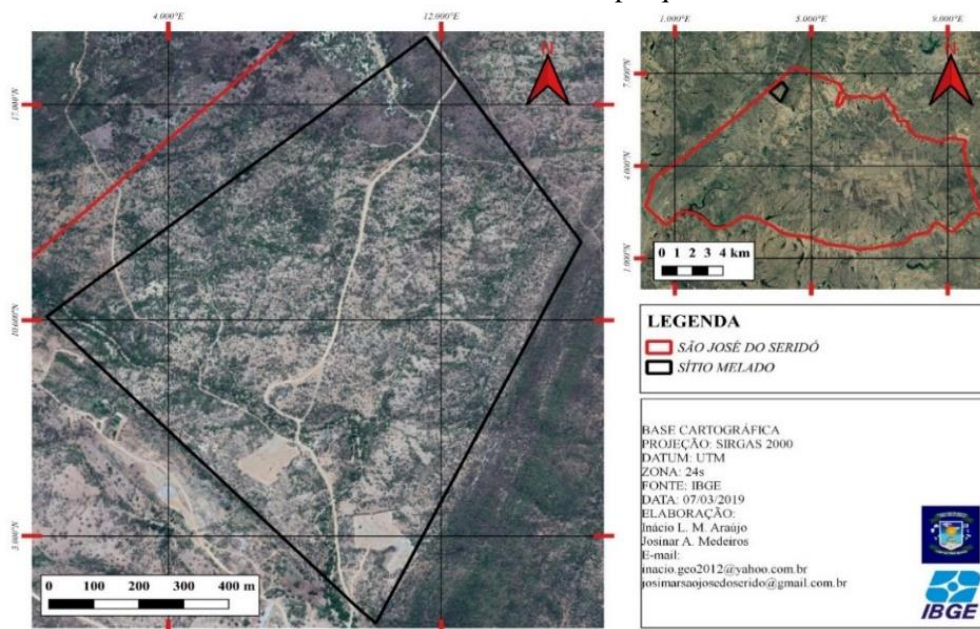 4.000°E
12.000°E
17.000°N
10.000°N
3.000°N
N
0 100 200 300 400 m
1.000°E
5.000°E
9.000°E
7.000°N
4.000°N
1.000°N
N
0 1 2 3 4 km
LEGENDA
SÃO JOSÉ DO SERIDÓ
SÍTIO MELADO
BASE CARTOGRÁFICA
PROJEÇÃO: SIRGAS 2000
DATUM: UTM
ZONA: 24s
FONTE: IBGE
DATA: 07/03/2019
ELABORAÇÃO:
Inácio L. M. Araújo
Josinar A. Medeiros
E-mail:
inacio.geo2012@yahoo.com.br
josimarsaojosedoserido@gmail.com.br
IBGE